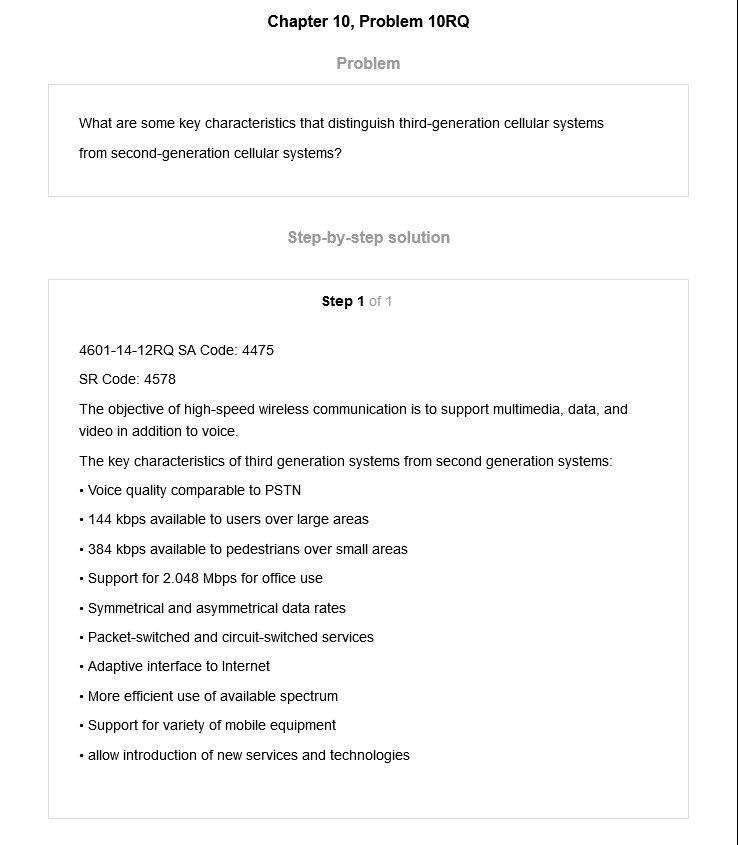 Chapter 10, Problem 10RQ
Problem
What are some key characteristics that distinguish third-generation cellular systems
from second-generation cellular systems?
Step-by-step solution
Step 1 of 1
4601-14-12RQ SA Code: 4475
SR Code: 4578
The objective of high-speed wireless communication is to support multimedia, data, and
video in addition to voice.
The key characteristics of third generation systems from second generation systems:
• Voice quality comparable to PSTN
• 144 kbps available to users over large areas
• 384 kbps available to pedestrians over small areas
• Support for 2.048 Mbps for office use
• Symmetrical and asymmetrical data rates
• Packet-switched and circuit-switched services
• Adaptive interface to Internet
• More efficient use of available spectrum
• Support for variety of mobile equipment
• allow introduction of new services and technologies